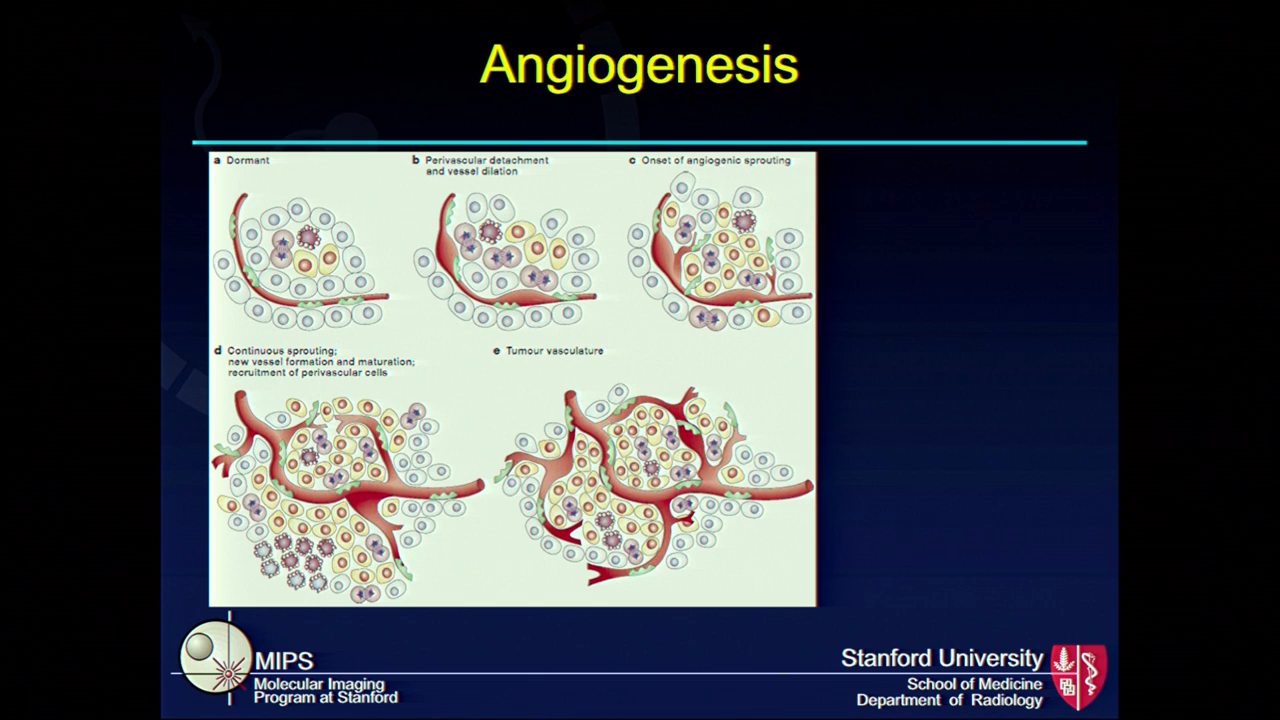 Angiogenesis
a Dormant
b Perivascular detachment
and vessel dilation
c Onset of angiogenic sprouting
d Continuous sprouting;
new vessel formation and maturation;
recruitment of perivascular cells
e Tumour vasculature
MIPS
Molecular Imaging
Program at Stanford
Stanford University
School of Medicine
Department of Radiology